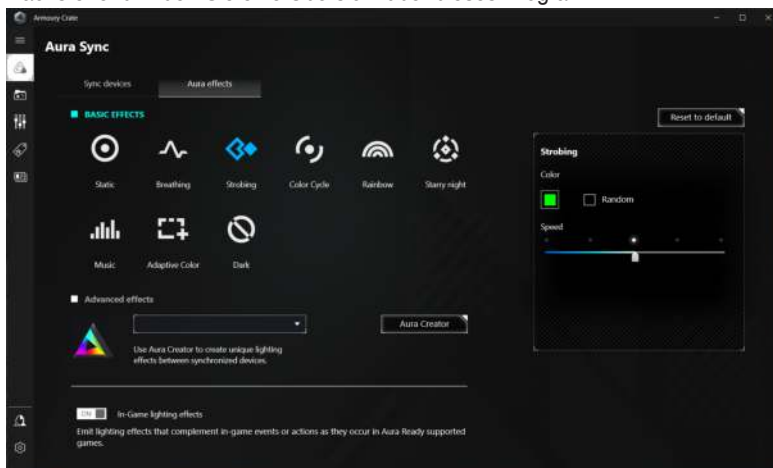 Armoury Crate
Aura Sync
Sync devices
Aura effects
BASIC EFFECTS
Reset to default
Static
Breathing
Strobing
Color Cycle
Rainbow
Starry night
Music
Adaptive Color
Dark
Strobing
Color
Random
Speed
Advanced effects
Aura Creator
Use Aura Creator to create unique lighting
effects between synchronized devices.
ON
In-Game lighting effects
Emit lighting effects that complement in-game events or actions as they occur in Aura Ready supported
games.